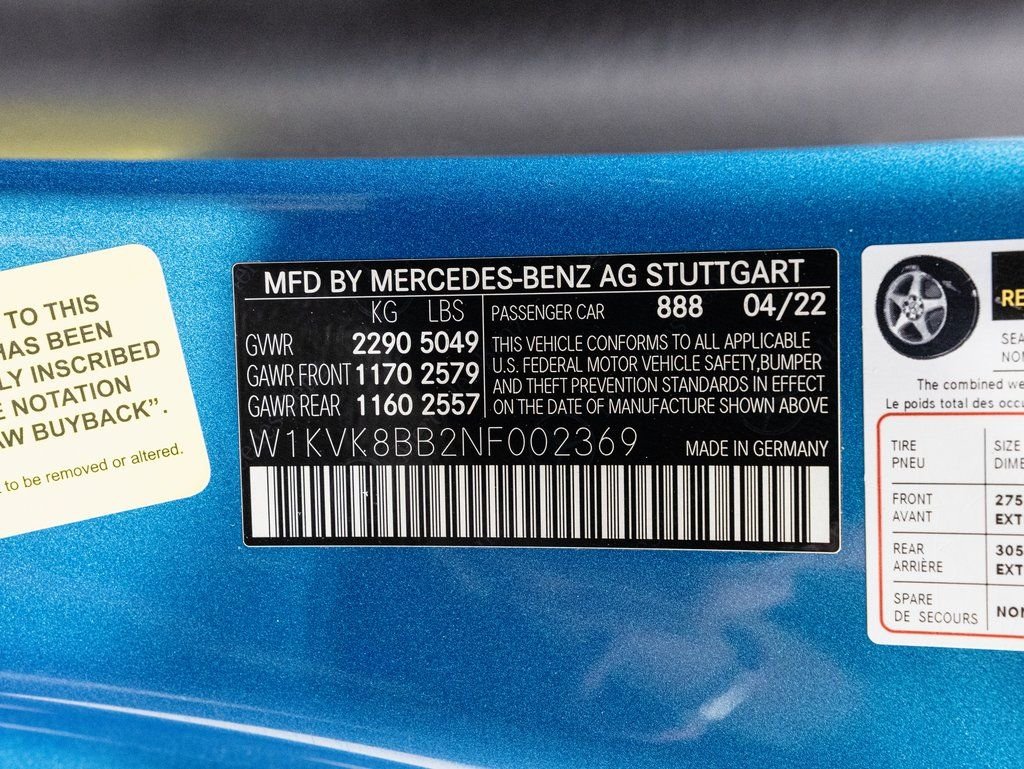 TO THIS
HAS BEEN
LY INSCRIBED
E NOTATION
AW BUYBACK”.
to be removed or altered.
MFD BY MERCEDES-BENZ AG STUTTGART
KG LBS
GVWR 2290 5049
GAWR FRONT 1170 2579
GAWR REAR 1160 2557
PASSENGER CAR 888 04/22
THIS VEHICLE CONFORMS TO ALL APPLICABLE
U.S. FEDERAL MOTOR VEHICLE SAFETY,BUMPER
AND THEFT PREVENTION STANDARDS IN EFFECT
ON THE DATE OF MANUFACTURE SHOWN ABOVE
W1KVK8BB2NF002369 MADE IN GERMANY
RE
SEA
NO
The combined we
Le poids total des occu
TIRE SIZE
PNEU DIME
FRONT 275
AVANT EXT
REAR 305
ARRIÈRE EXT
SPARE
DE SECOURS NON